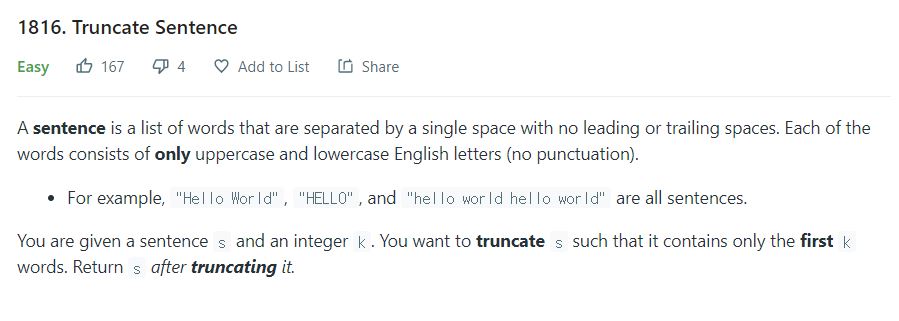 1816. Truncate Sentence
Easy 167 4 Add to List Share
A sentence is a list of words that are separated by a single space with no leading or trailing spaces. Each of the
words consists of only uppercase and lowercase English letters (no punctuation).
• For example, "Hello World", "HELLO", and "hello world hello world" are all sentences.
You are given a sentence s and an integer k. You want to truncate s such that it contains only the first k
words. Return s after truncating it.